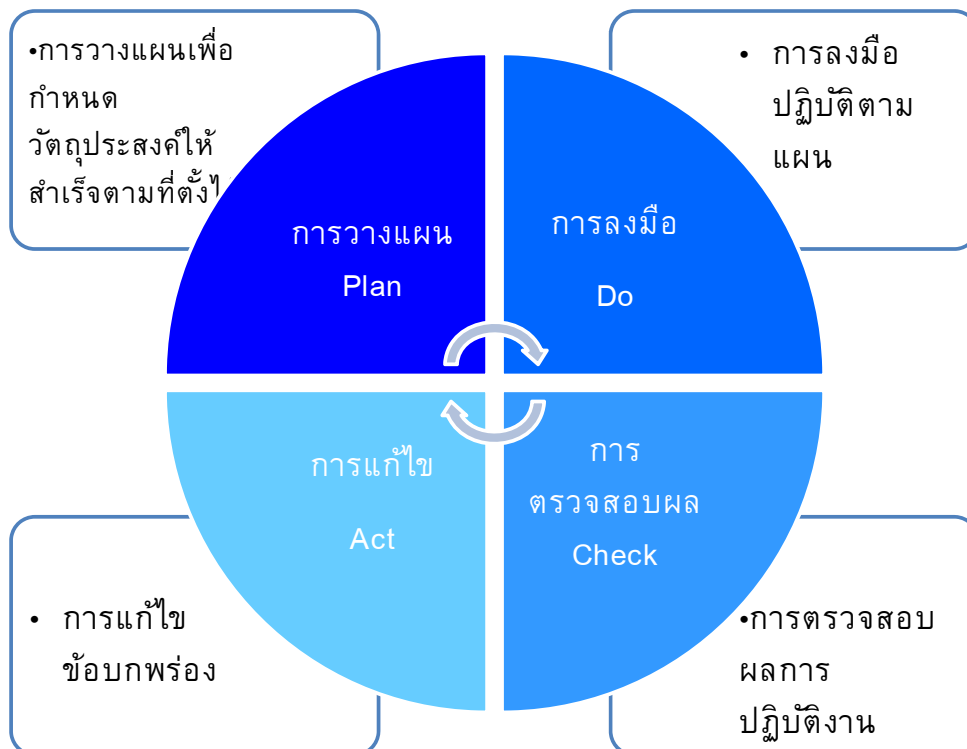 •การวางแผนเพื่อ
กำหนด
วัตถุประสงค์ให้
สำเร็จตามที่ตั้ง
• การลงมือ
ปฏิบัติตาม
แผน
การวางแผน
Plan
การลงมือ
Do
การแก้ไข
Act
การ
ตรวจสอบผล
Check
• การแก้ไข
ข้อบกพร่อง
•การตรวจสอบ
ผลการ
ปฏิบัติงาน